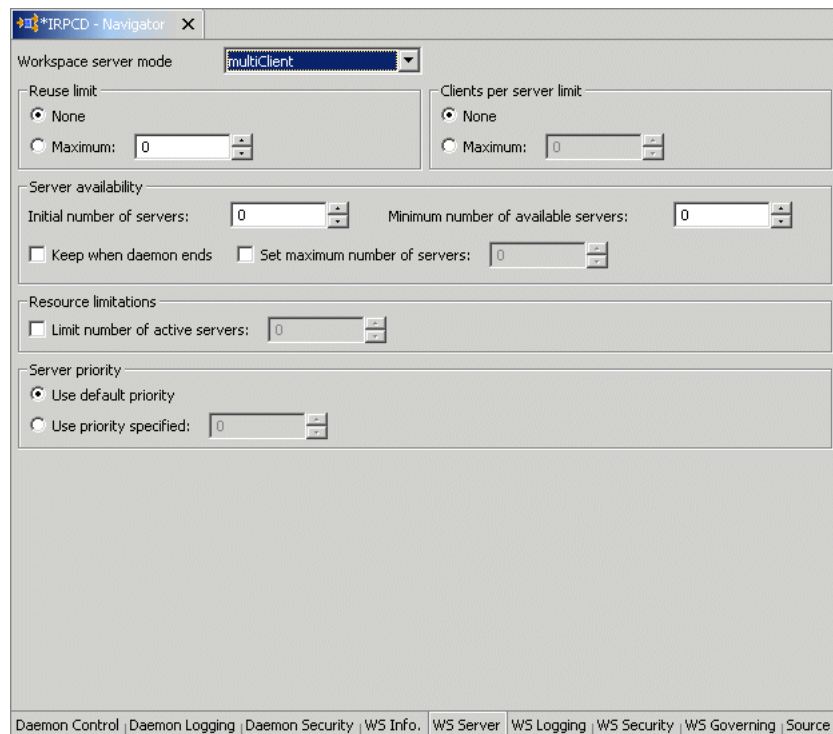 *IRPCD - Navigator X
Workspace server mode multiClient
Reuse limit
None
Maximum: 0
Clients per server limit
None
Maximum: 0
Server availability
Initial number of servers: 0 Minimum number of available servers: 0
Keep when daemon ends Set maximum number of servers: 0
Resource limitations
Limit number of active servers: 0
Server priority
Use default priority
Use priority specified: 0
Daemon Control Daemon Logging Daemon Security WS Info. WS Server WS Logging WS Security WS Governing Source